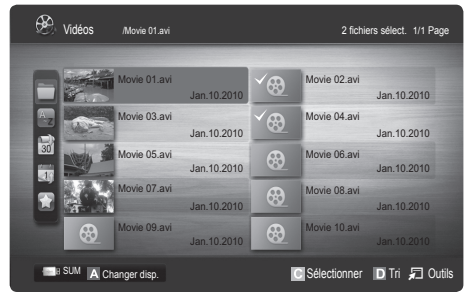 Vidéos /Movie 01.avi 2 fichiers sélect. 1/1 Page
Movie 01.avi Movie 02.avi
Jan.10.2010 Jan.10.2010
Movie 03.avi Movie 04.avi
Jan.10.2010 Jan.10.2010
Movie 05.avi Movie 06.avi
Jan.10.2010 Jan.10.2010
Movie 07.avi Movie 08.avi
Jan.10.2010 Jan.10.2010
Movie 09.avi Movie 10.avi
Jan.10.2010 Jan.10.2010
A Z
30
1
SUM A Changer disp. C Sélectionner D Tri Outils